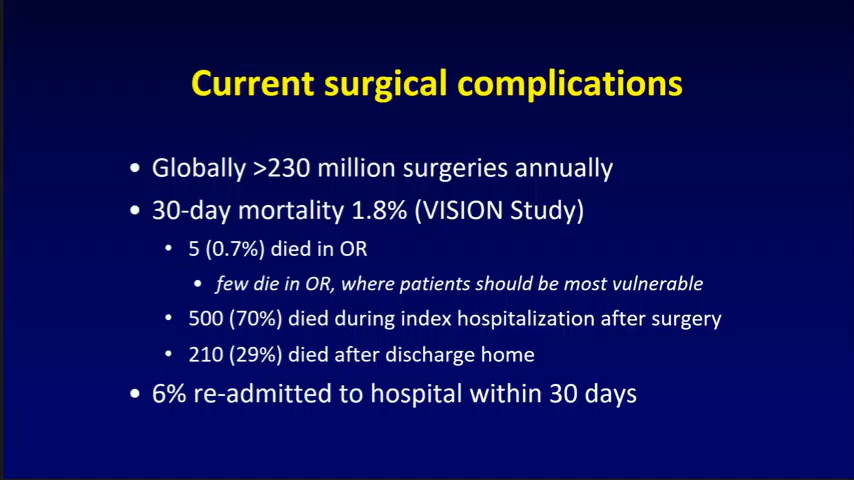 Current surgical complications
• Globally >230 million surgeries annually
• 30-day mortality 1.8% (VISION Study)
• 5 (0.7%) died in OR
• few die in OR, where patients should be most vulnerable
• 500 (70%) died during index hospitalization after surgery
• 210 (29%) died after discharge home
• 6% re-admitted to hospital within 30 days